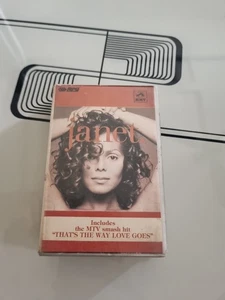 janet
Includes
the MTV smash hit
"THAT'S THE WAY LOVE GOES"